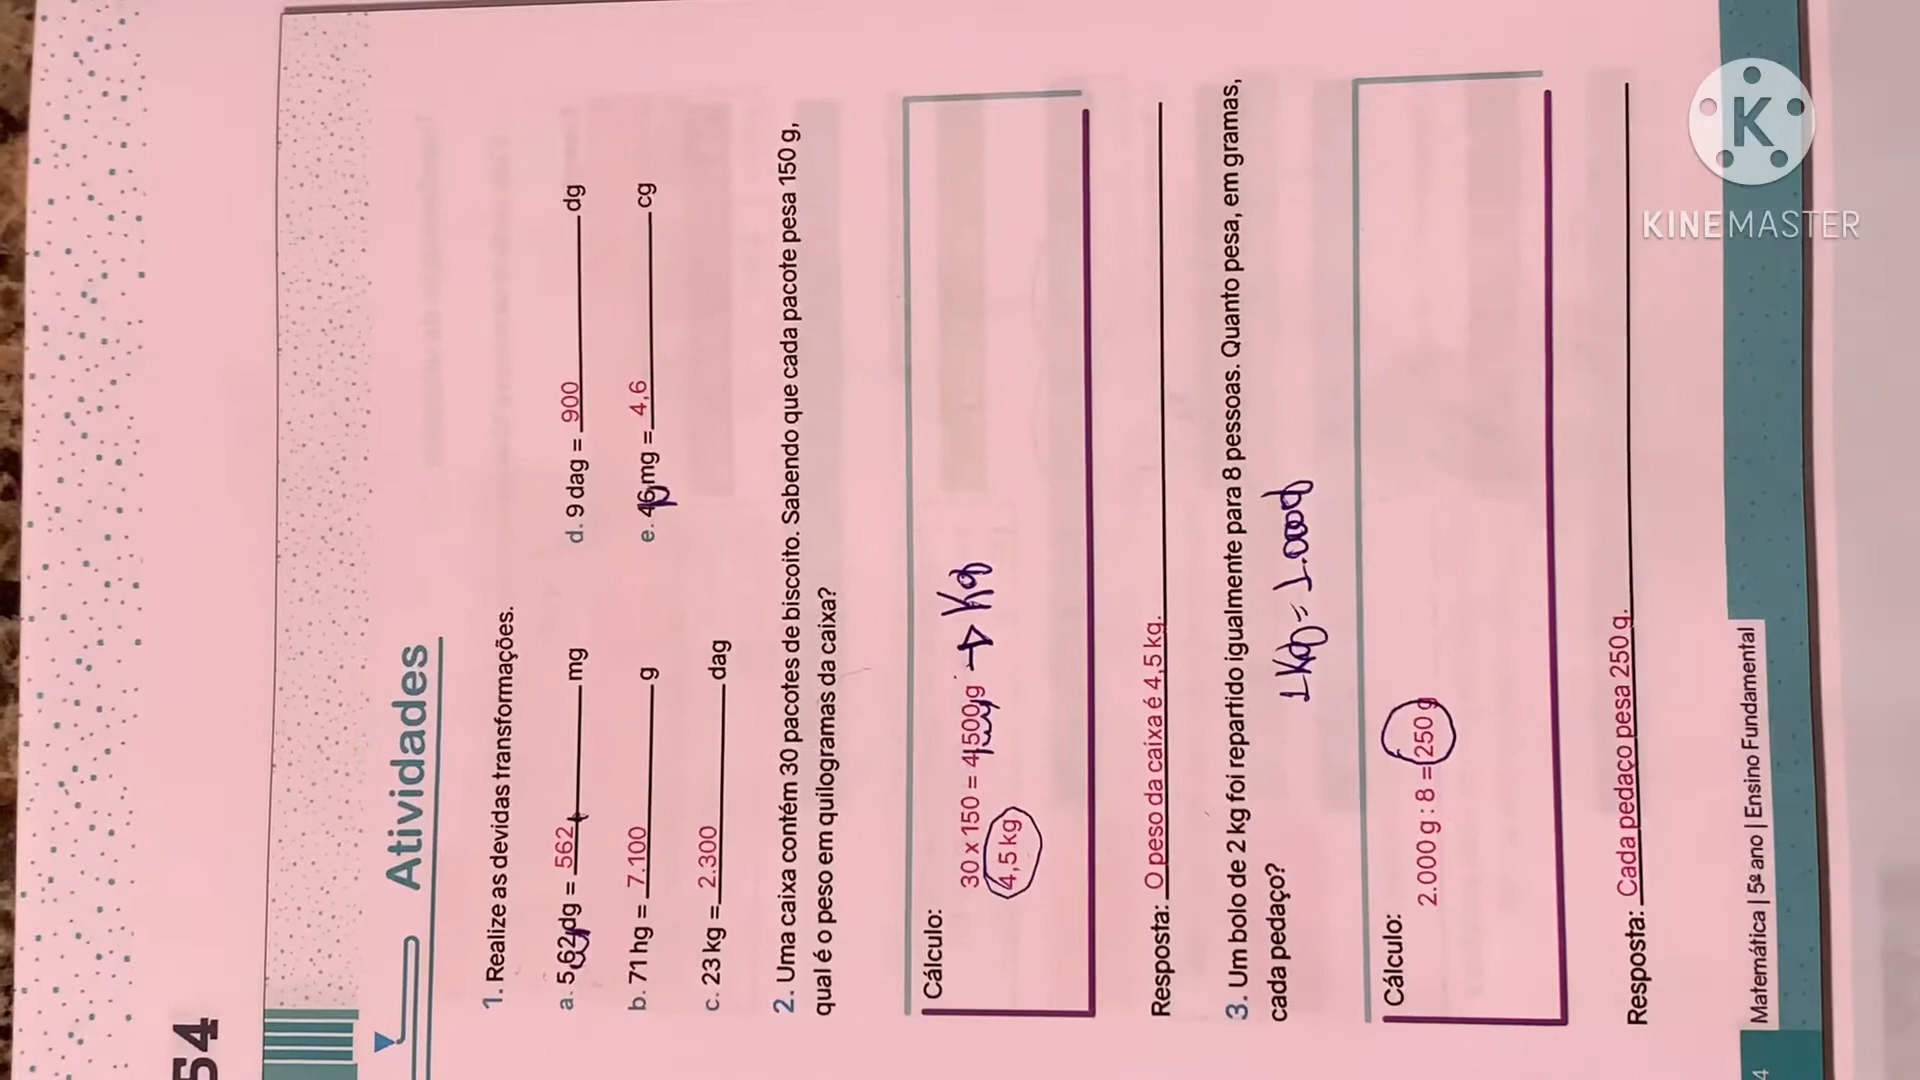 54
Atividades
1. Realize as devidas transformações.
a. 5,62 dg = 562 mg
d. 9 dag = 900 dg
b. 71 hg = 7.100 g
e. 46 mg = 4,6 cg
c. 23 kg = 2.300 dag
2. Uma caixa contém 30 pacotes de biscoito. Sabendo que cada pacote pesa 150 g,
qual é o peso em quilogramas da caixa?
Cálculo:
30 x 150 = 4500 g → Kg
4,5 kg
Resposta: O peso da caixa é 4,5 kg.
3. Um bolo de 2 kg foi repartido igualmente para 8 pessoas. Quanto pesa, em gramas,
cada pedaço?
1 Kg = 1.000g
Cálculo:
2.000 g : 8 = 250 g
Resposta: Cada pedaço pesa 250 g.
4 Matemática | 5º ano | Ensino Fundamental
K
KINEMASTER